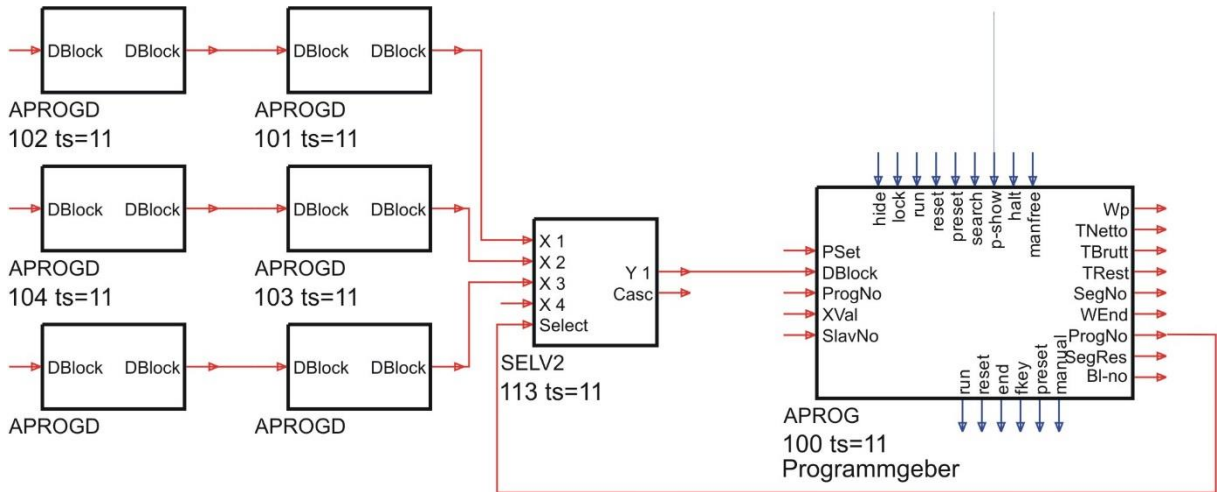 DBlock DBlock
APROGD
102 ts=11
DBlock DBlock
APROGD
101 ts=11
DBlock DBlock
APROGD
104 ts=11
DBlock DBlock
APROGD
103 ts=11
DBlock DBlock
APROGD
DBlock DBlock
APROGD
X 1
X 2
X 3
X 4
Select
Y 1
Casc
SELV2
113 ts=11
hide
lock
run
reset
preset
search
p-show
halt
manfree
PSet
DBlock
ProgNo
XVal
SlavNo
Wp
TNetto
TBrutt
TRest
SegNo
WEnd
ProgNo
SegRes
Bl-no
run
reset
end
fkey
preset
manual
APROG
100 ts=11
Programmgeber